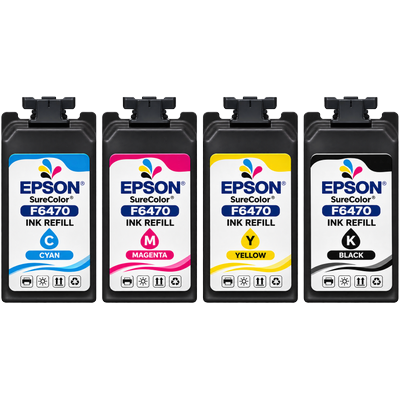 EPSON®
SureColor®
F6470
INK REFILL
C
CYAN
EPSON®
SureColor®
F6470
INK REFILL
M
MAGENTA
EPSON®
SureColor®
F6470
INK REFILL
Y
YELLOW
EPSON®
SureColor®
F6470
INK REFILL
K
BLACK